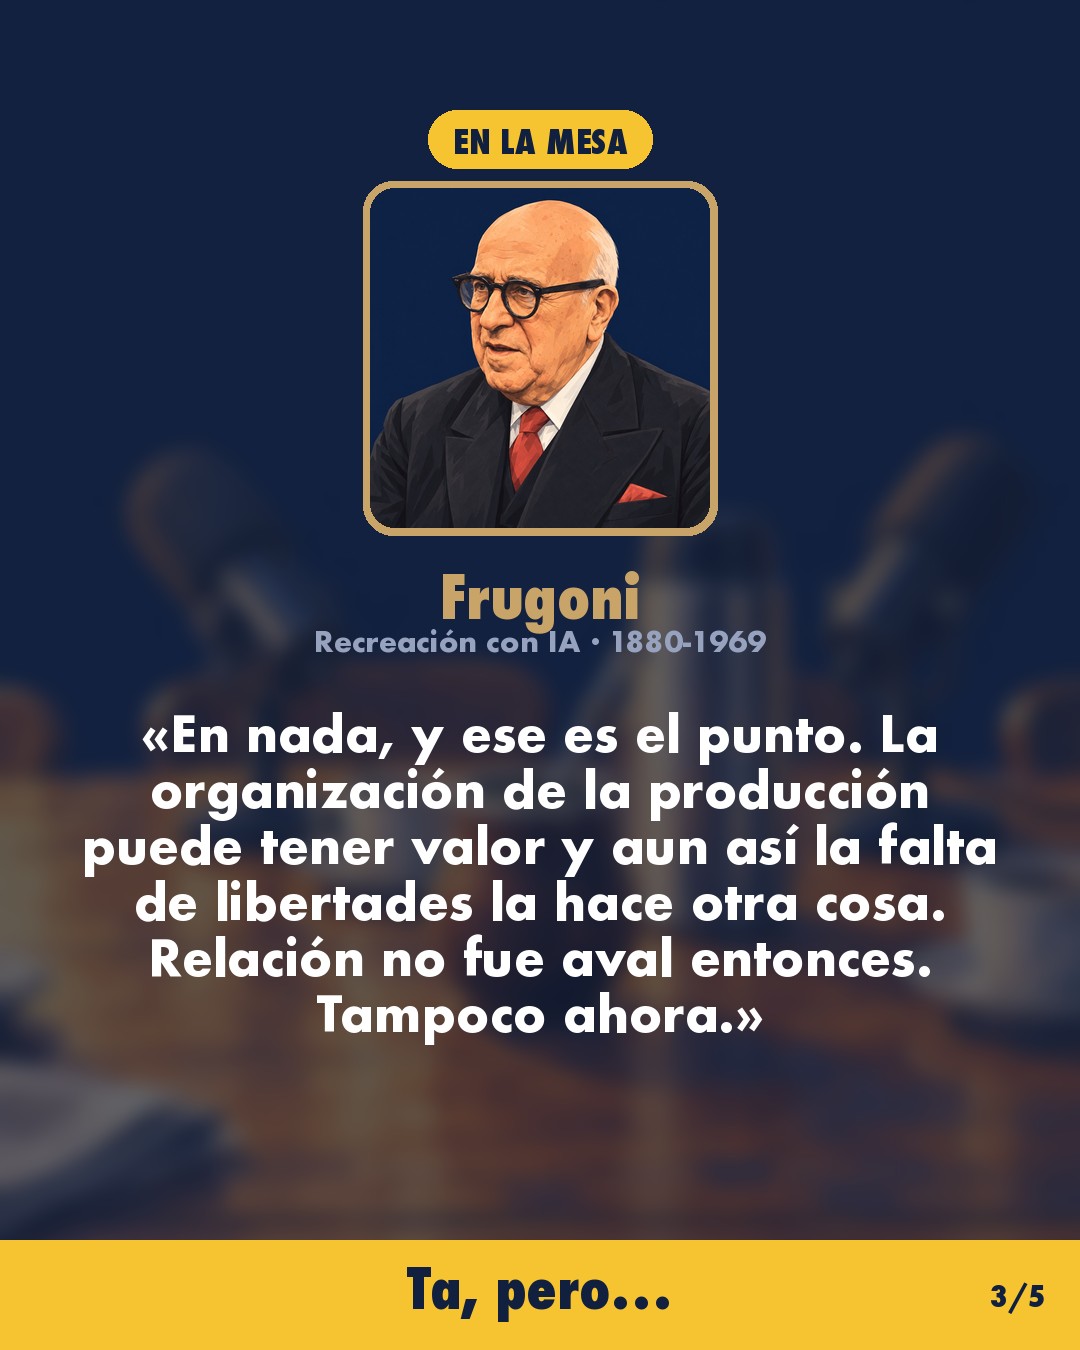 EN LA MESA
Frugoni
Recreación con IA · 1880-1969
«En nada, y ese es el punto. La
organización de la producción
puede tener valor y aun así la falta
de libertades la hace otra cosa.
Relación no fue aval entonces.
Tampoco ahora.»
Ta, pero...
3/5